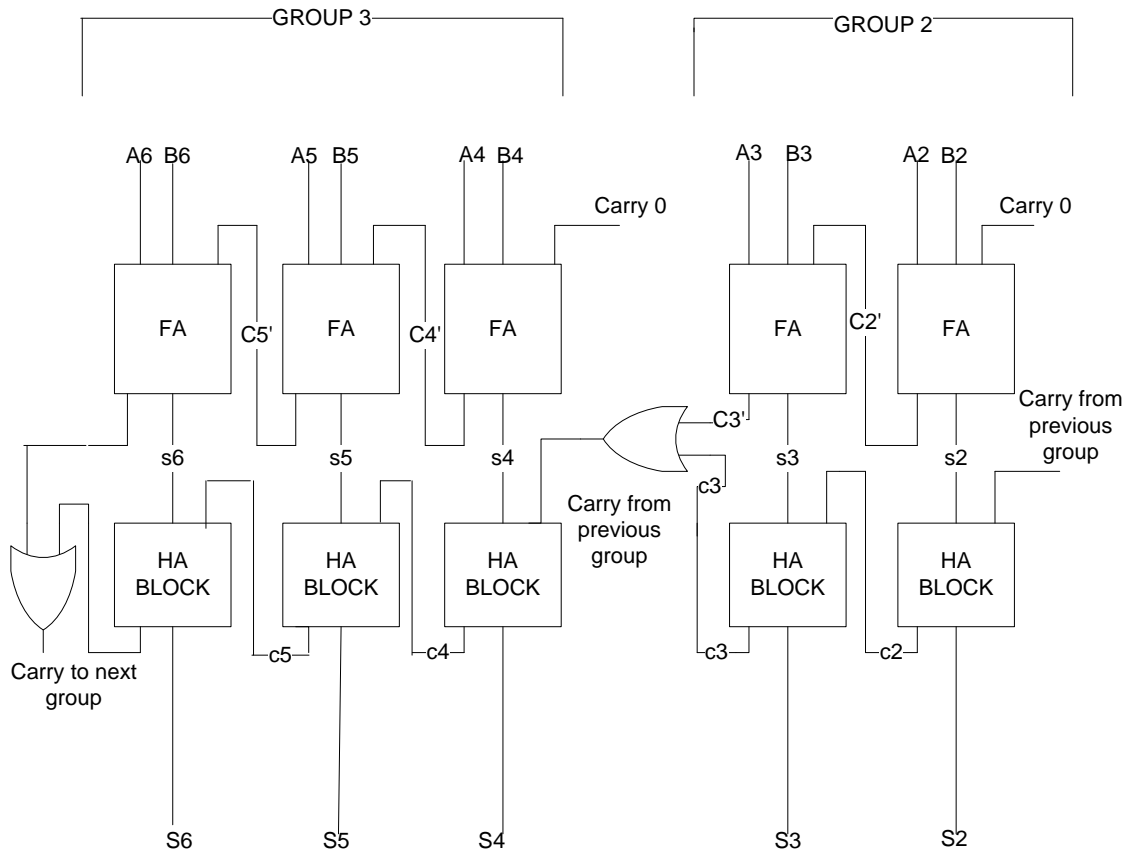 GROUP 3
GROUP 2
A6 B6
A5 B5
A4 B4
A3 B3
A2 B2
Carry 0
Carry 0
FA
C5'
FA
C4'
FA
FA
C2'
FA
C3'
Carry from
previous
group
s6
s5
s4
s3
s2
c3
Carry from
previous
group
HA
BLOCK
HA
BLOCK
HA
BLOCK
HA
BLOCK
HA
BLOCK
Carry to next
group
c5
c4
c3
c2
S6
S5
S4
S3
S2